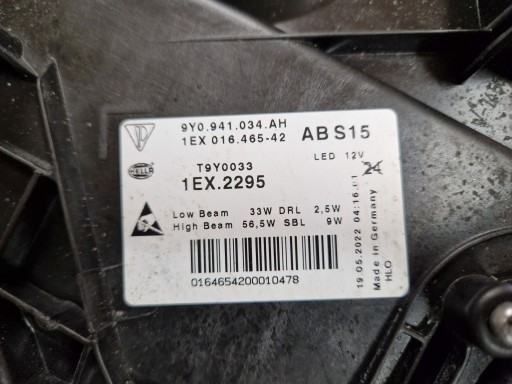 9Y0.941.034.AH
1EX 016.465-42
AB S15
HELLA
T9Y0033
LED 12V
1EX.2295
24
Low Beam 33W DRL 2,5W
High Beam 56,5W SBL 9W
0164654200010478
19.05.2022 04:16.01
Made in Germany
HLO